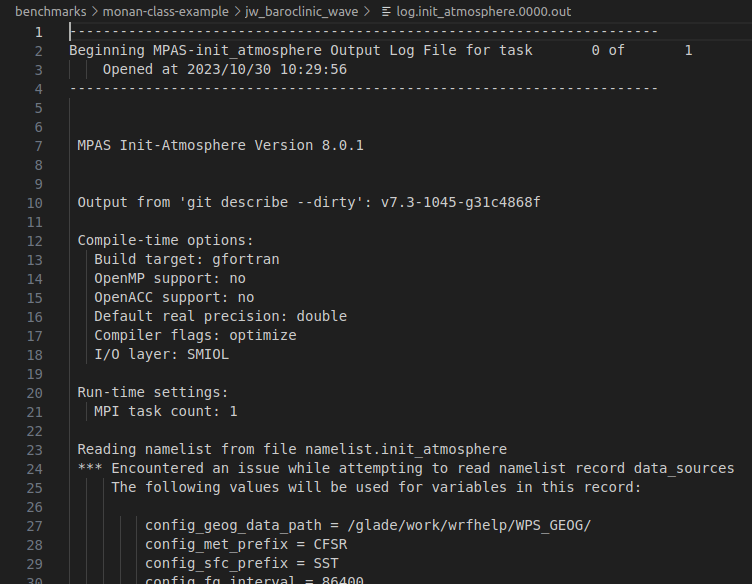 benchmarks > monan-class-example > jw_baroclinic_wave > log.init_atmosphere.0000.out
1 ----------------------------------------------------------------------
2 Beginning MPAS-init_atmosphere Output Log File for task       0 of       1
3     Opened at 2023/10/30 10:29:56
4 ----------------------------------------------------------------------
5
6
7  MPAS Init-Atmosphere Version 8.0.1
8
9
10  Output from 'git describe --dirty': v7.3-1045-g31c4868f
11
12  Compile-time options:
13    Build target: gfortran
14    OpenMP support: no
15    OpenACC support: no
16    Default real precision: double
17    Compiler flags: optimize
18    I/O layer: SMIOL
19
20  Run-time settings:
21    MPI task count: 1
22
23  Reading namelist from file namelist.init_atmosphere
24  *** Encountered an issue while attempting to read namelist record data_sources
25      The following values will be used for variables in this record:
26
27          config_geog_data_path = /glade/work/wrfhelp/WPS_GEOG/
28          config_met_prefix = CFSR
29          config_sfc_prefix = SST
30          config_fg_interval = 86400